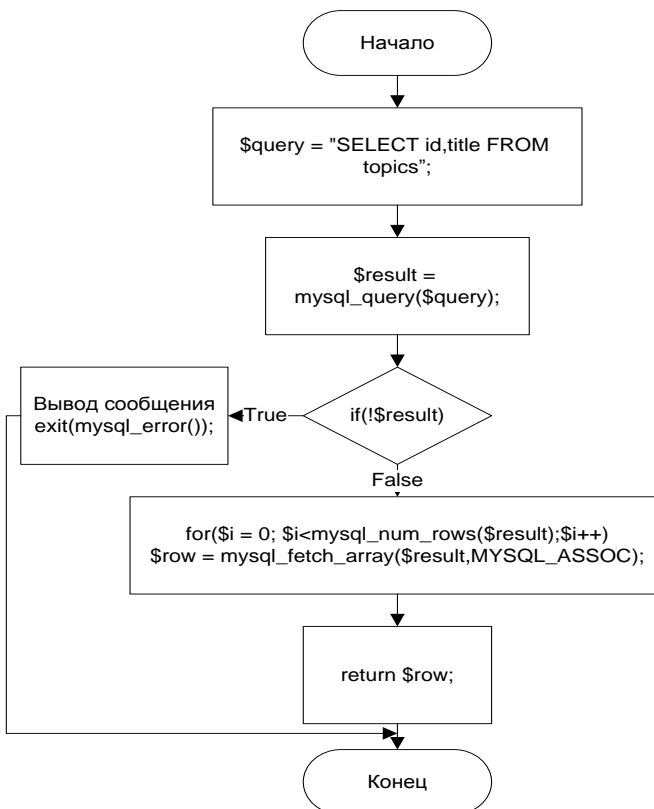 Начало
$query = "SELECT id,title FROM
topics”;
$result =
mysql_query($query);
Вывод сообщения
exit(mysql_error());
True
if(!$result)
False
for($i = 0; $i<mysql_num_rows($result);$i++)
$row = mysql_fetch_array($result,MYSQL_ASSOC);
return $row;
Конец